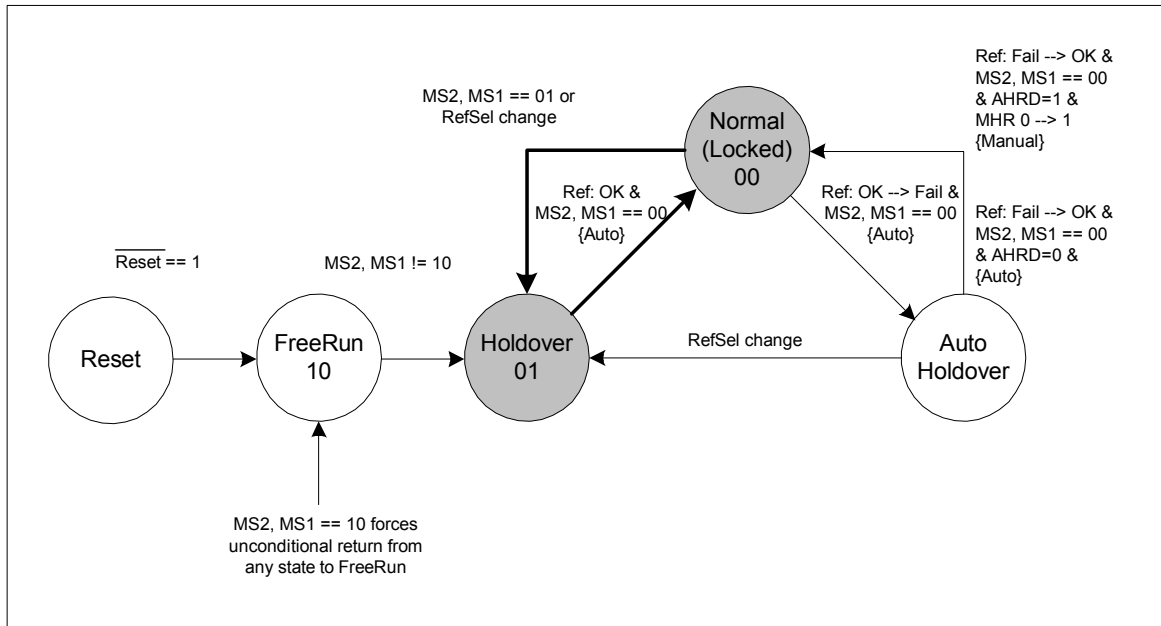 Ref: Fail --> OK &
MS2, MS1 == 00
& AHRD=1 &
MHR 0 --> 1
{Manual}
MS2, MS1 == 01 or
RefSel change
Normal
(Locked)
00
Ref: OK &
MS2, MS1 == 00
{Auto}
Ref: OK --> Fail &
MS2, MS1 == 00
{Auto}
Ref: Fail --> OK &
MS2, MS1 == 00
& AHRD=0 &
{Auto}
Reset == 1
MS2, MS1 != 10
Reset
FreeRun
10
Holdover
01
RefSel change
Auto
Holdover
MS2, MS1 == 10 forces
unconditional return from
any state to FreeRun